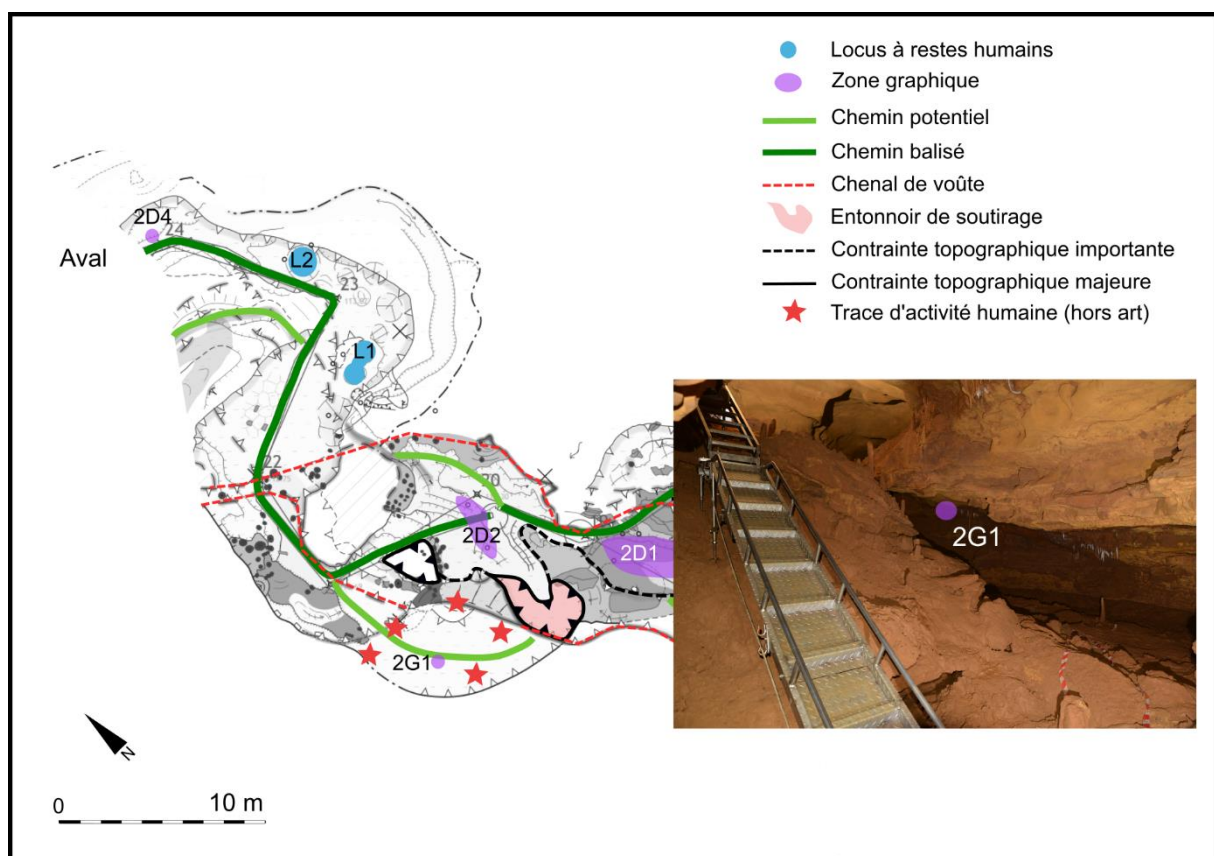 Locus à restes humains
Zone graphique
Chemin potentiel
Chemin balisé
Chenal de voûte
Entonnoir de soutirage
Contrainte topographique importante
Contrainte topographique majeure
Trace d'activité humaine (hors art)
2D4
24
Aval
L2
23
L1
22
20
2D2
2D1
2G1
2G1
N
0 10 m